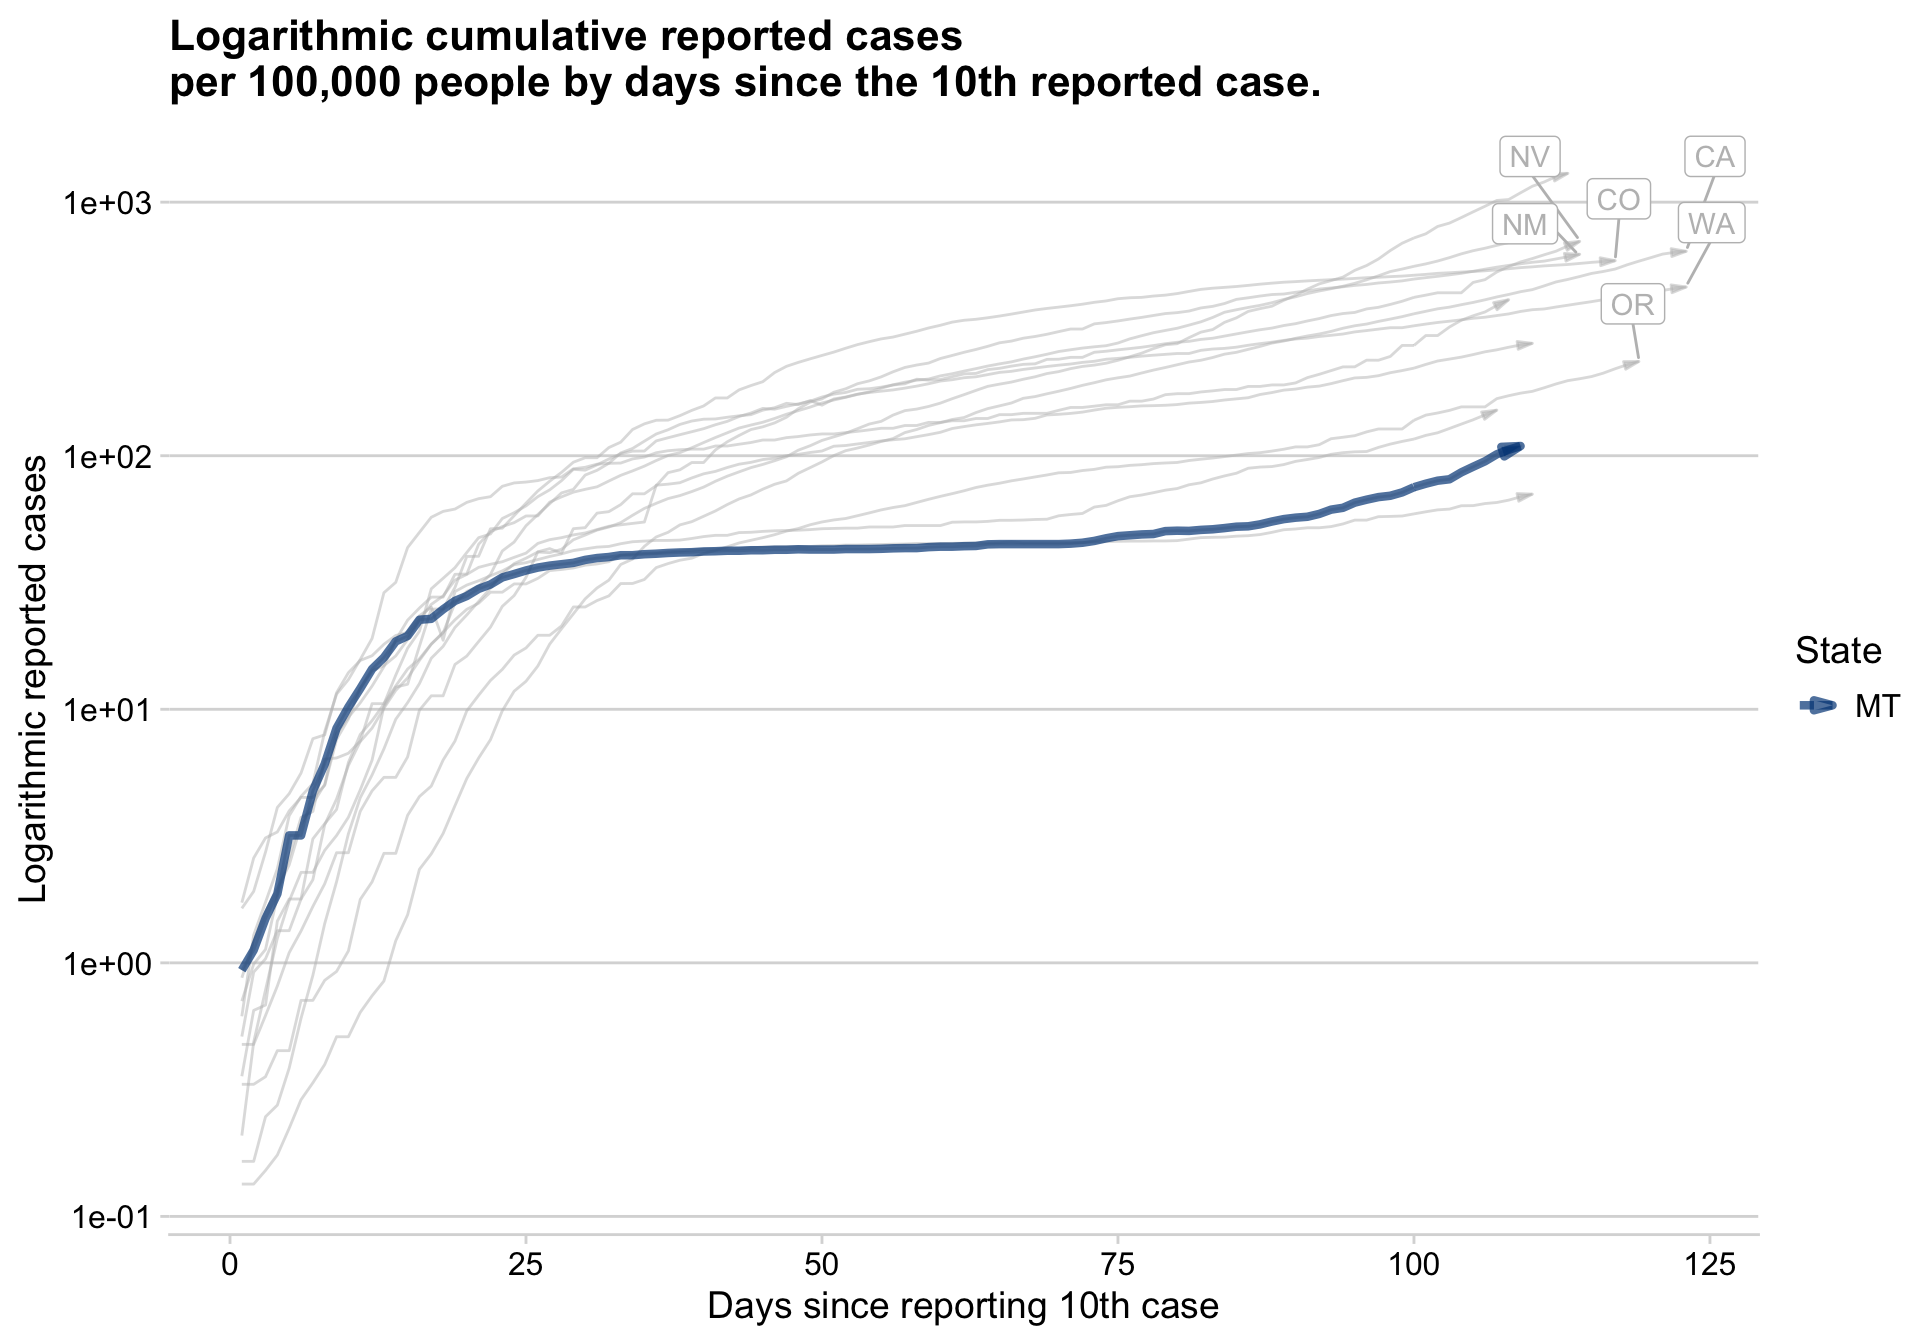 Logarithmic cumulative reported cases
per 100,000 people by days since the 10th reported case.
NV
CA
CO
NM
WA
OR
1e+03
1e+02
1e+01
1e+00
1e-01
Logarithmic reported cases
State
MT
0
25
50
75
100
125
Days since reporting 10th case